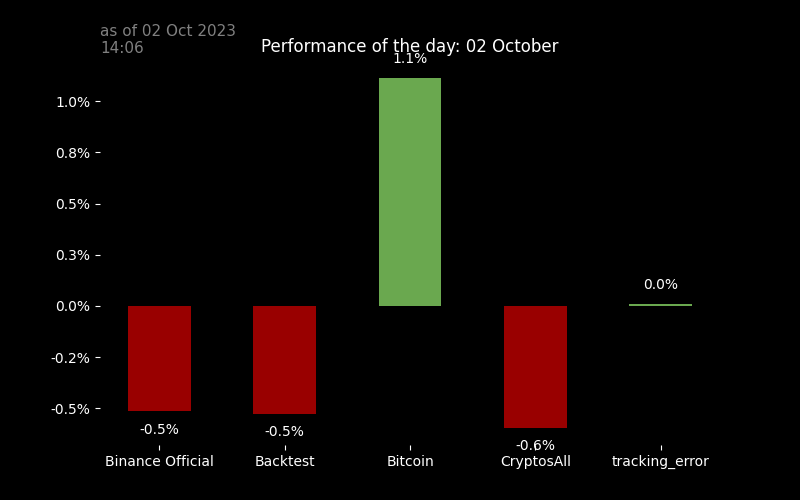 as of 02 Oct 2023
14:06
Performance of the day: 02 October
1.1%
1.0%
0.8%
0.5%
0.3%
0.0%
0.0%
-0.2%
-0.5%
-0.5%
-0.5%
-0.6%
Binance Official
Backtest
Bitcoin
CryptosAll
tracking_error